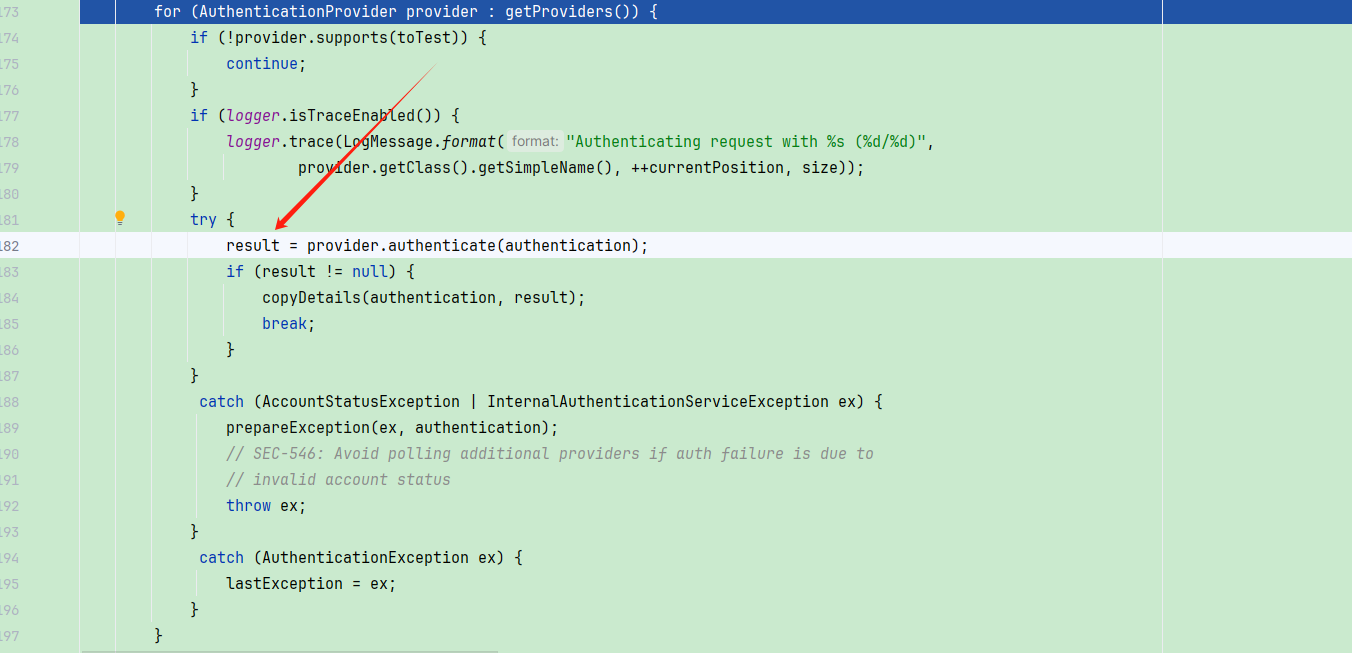 173 for (AuthenticationProvider provider : getProviders()) {
174 if (!provider.supports(toTest)) {
175 continue;
176 }
177 if (logger.isTraceEnabled()) {
178 logger.trace(LogMessage.format( format: "Authenticating request with %s (%d/%d)",
179 provider.getClass().getSimpleName(), ++currentPosition, size));
180 }
181 try {
182 result = provider.authenticate(authentication);
183 if (result != null) {
184 copyDetails(authentication, result);
185 break;
186 }
187 }
188 catch (AccountStatusException | InternalAuthenticationServiceException ex) {
189 prepareException(ex, authentication);
190 // SEC-546: Avoid polling additional providers if auth failure is due to
191 // invalid account status
192 throw ex;
193 }
194 catch (AuthenticationException ex) {
195 lastException = ex;
196 }
197 }